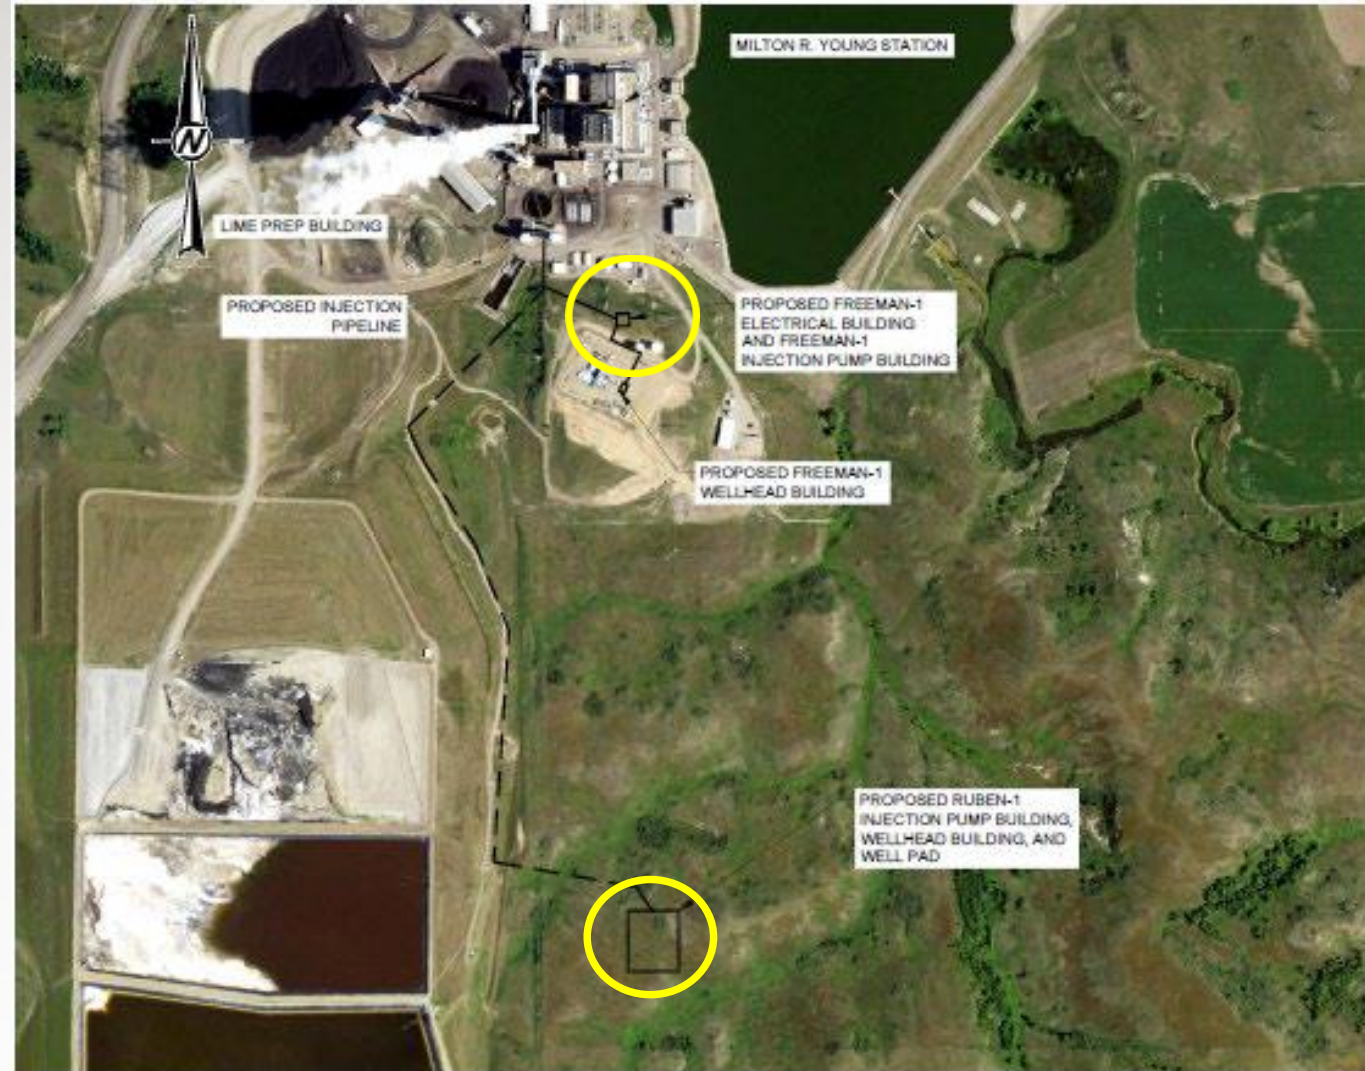 MILTON R. YOUNG STATION
N
LIME PREP BUILDING
PROPOSED INJECTION
PIPELINE
PROPOSED FREEMAN-1
ELECTRICAL BUILDING
AND FREEMAN-1
INJECTION PUMP BUILDING
PROPOSED FREEMAN-1
WELLHEAD BUILDING
PROPOSED RUBEN-1
INJECTION PUMP BUILDING,
WELLHEAD BUILDING, AND
WELL PAD